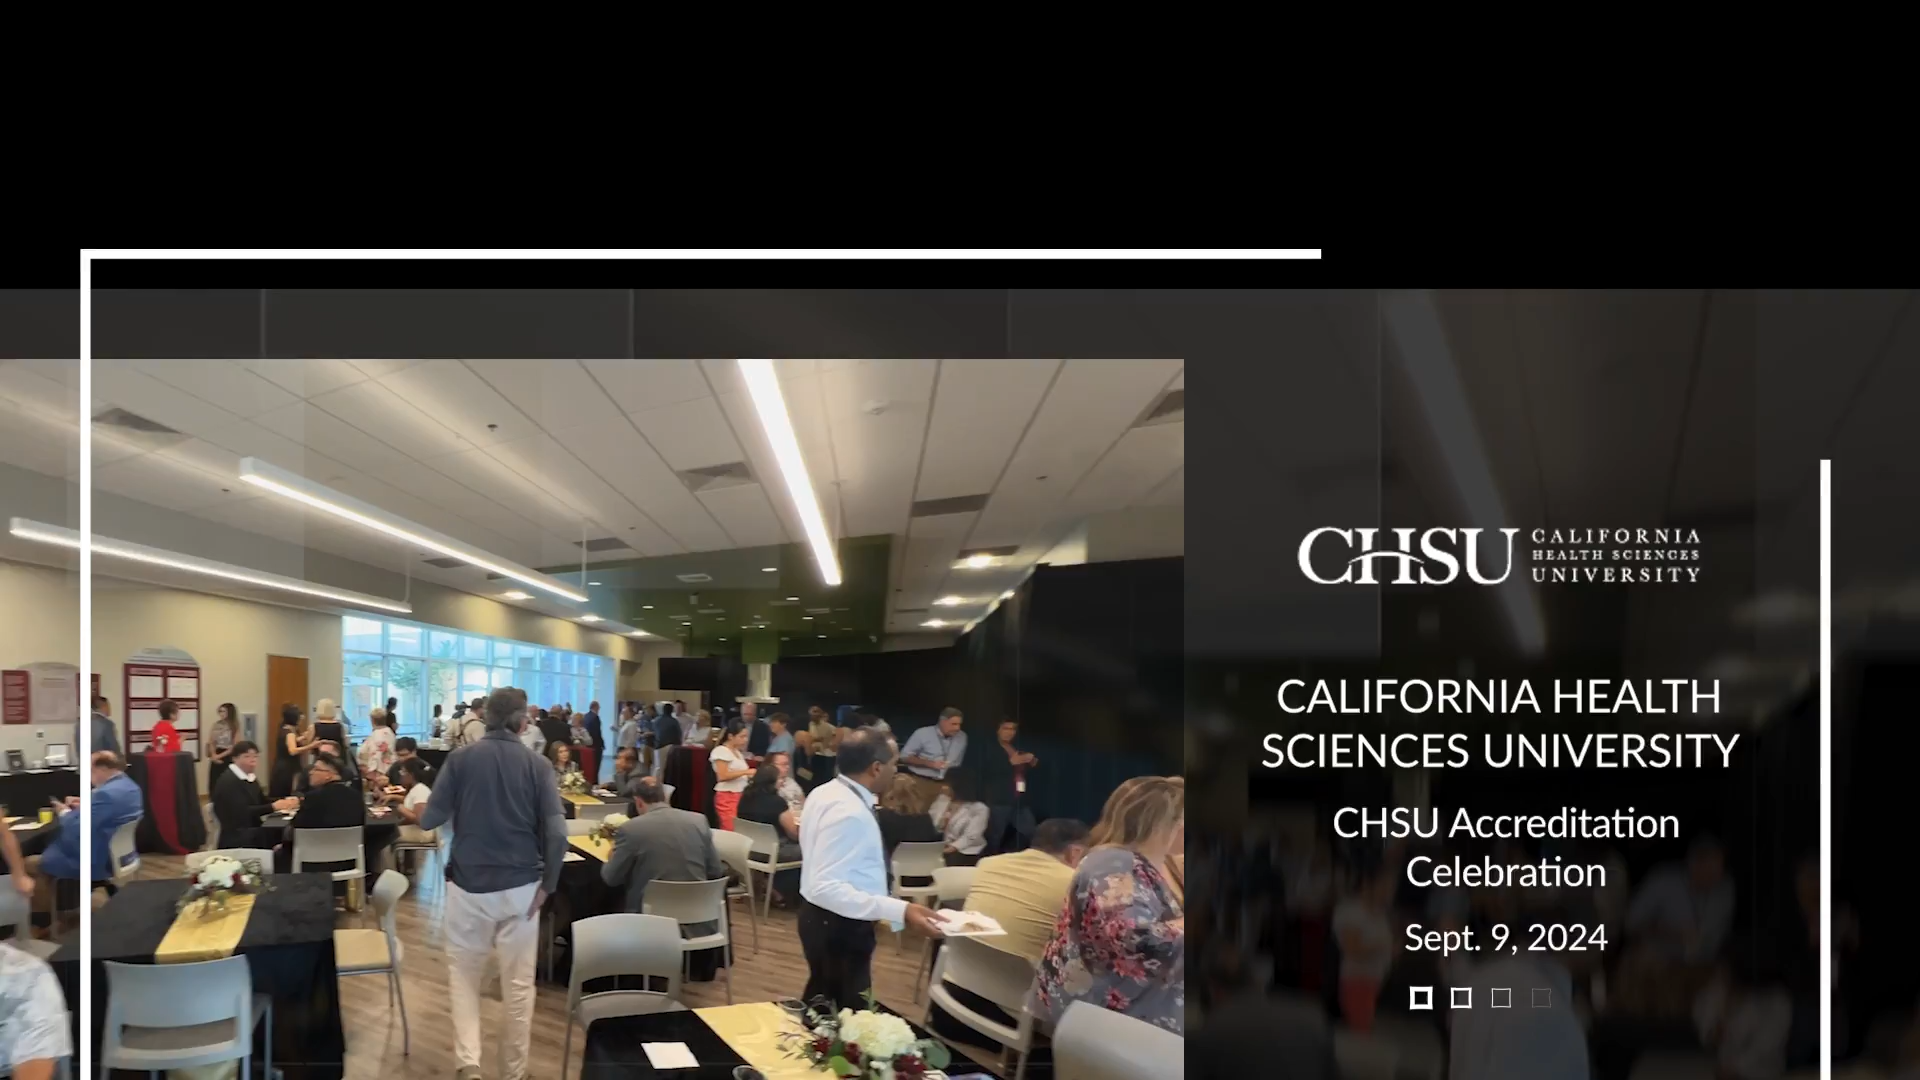 CHSU
CALIFORNIA
HEALTH SCIENCES
UNIVERSITY
CALIFORNIA HEALTH
SCIENCES UNIVERSITY
CHSU Accreditation
Celebration
Sept. 9, 2024